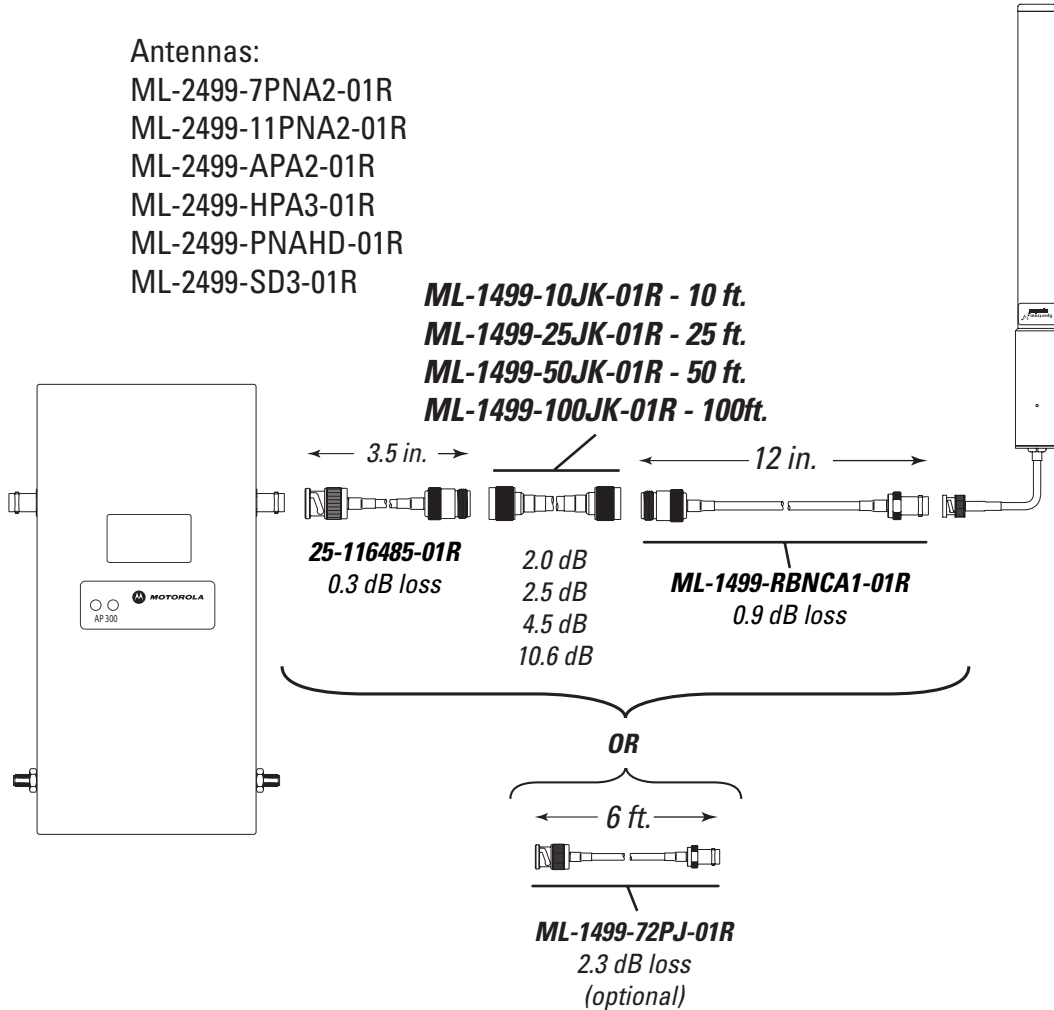 Antennas:
ML-2499-7PNA2-01R
ML-2499-11PNA2-01R
ML-2499-APA2-01R
ML-2499-HPA3-01R
ML-2499-PNAHD-01R
ML-2499-SD3-01R
ML-1499-10JK-01R - 10 ft.
ML-1499-25JK-01R - 25 ft.
ML-1499-50JK-01R - 50 ft.
ML-1499-100JK-01R - 100ft.
3.5 in.
12 in.
25-116485-01R
0.3 dB loss
2.0 dB
2.5 dB
4.5 dB
10.6 dB
ML-1499-RBNCA1-01R
0.9 dB loss
MOTOROLA
AP 300
OR
6 ft.
ML-1499-72PJ-01R
2.3 dB loss
(optional)